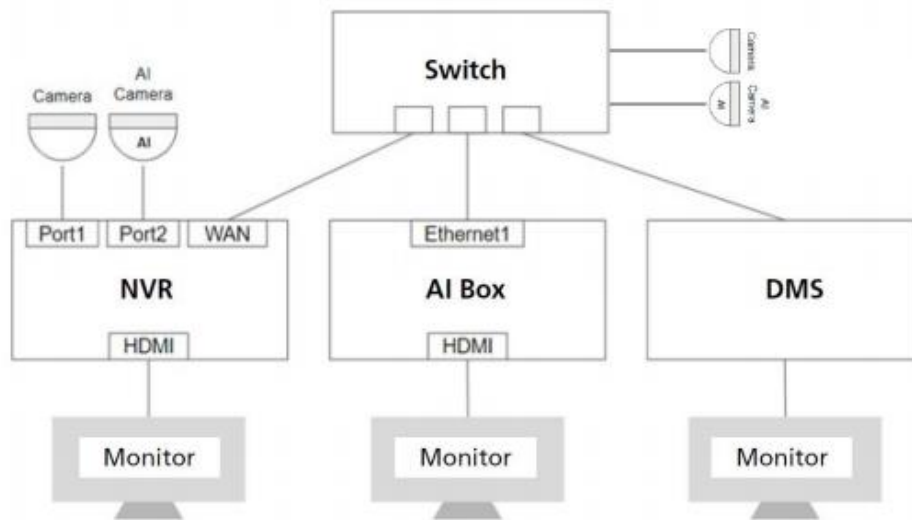 Switch
Camera
AI
Camera
AI
Camera
AI
Camera
AI
Port1
Port2
WAN
Ethernet1
NVR
AI Box
DMS
HDMI
HDMI
Monitor
Monitor
Monitor